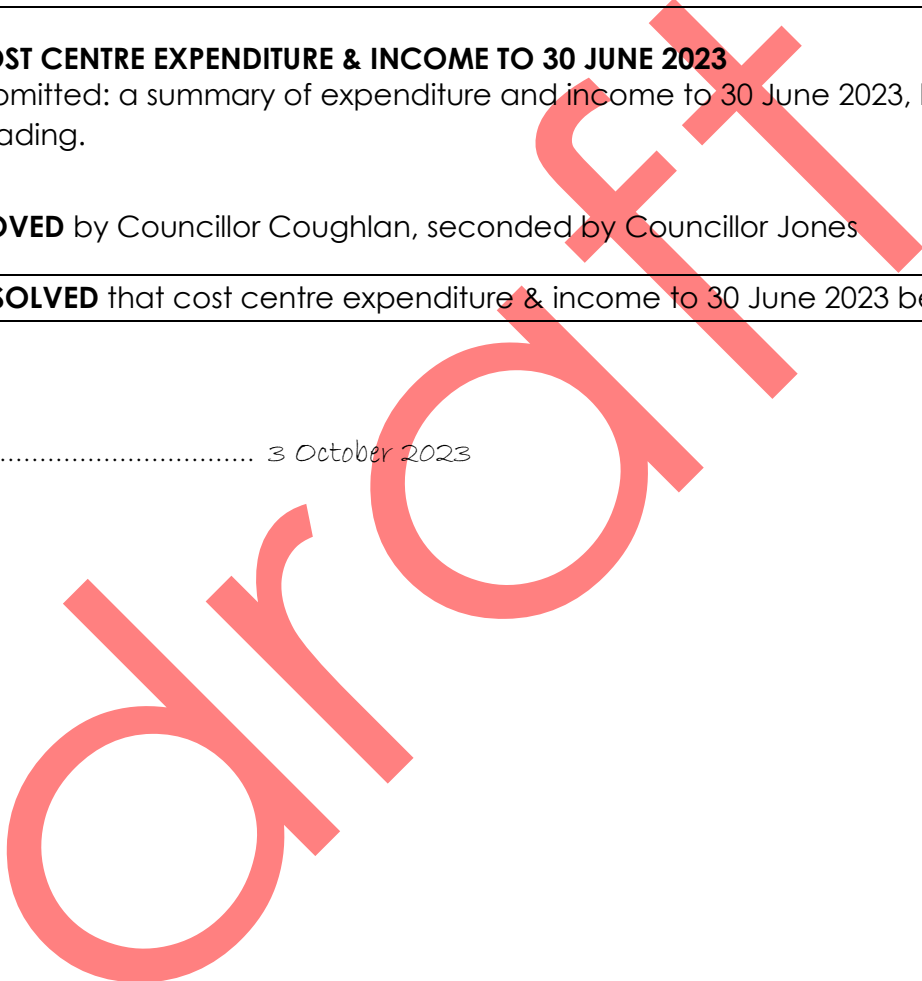 OST CENTRE EXPENDITURE & INCOME TO 30 JUNE 2023
omitted: a summary of expenditure and income to 30 June 2023,
ading.
OVED by Councillor Coughlan, seconded by Councillor Jones
SOLVED that cost centre expenditure & income to 30 June 2023 be
................................ 3 October 2023
draft